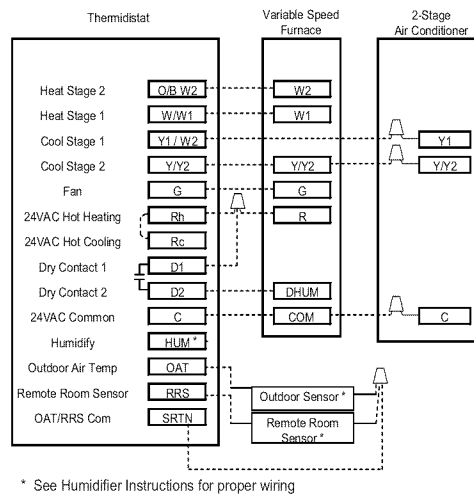 Thermidistat
Variable Speed
Furnace
2-Stage
Air Conditioner
Heat Stage 2 O/B W2 W2
Heat Stage 1 W/W1 W1
Cool Stage 1 Y1 / W2 Y1
Cool Stage 2 Y/Y2 Y/Y2 Y/Y2
Fan G G
24VAC Hot Heating Rh R
24VAC Hot Cooling Rc
Dry Contact 1 D1
Dry Contact 2 D2 DHUM
24VAC Common C COM C
Humidify HUM *
Outdoor Air Temp OAT
Remote Room Sensor RRS Outdoor Sensor *
OAT/RRS Com SRTN Remote Room
Sensor *
* See Humidifier Instructions for proper wiring